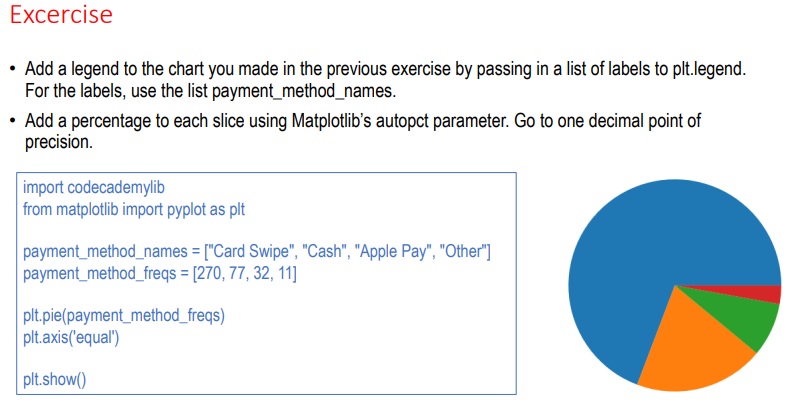 Excercise
• Add a legend to the chart you made in the previous exercise by passing in a list of labels to plt.legend.
For the labels, use the list payment_method_names.
• Add a percentage to each slice using Matplotlib’s autopct parameter. Go to one decimal point of
precision.
import codecademylib
from matplotlib import pyplot as plt
payment_method_names = ["Card Swipe", "Cash", "Apple Pay", "Other"]
payment_method_freqs = [270, 77, 32, 11]
plt.pie(payment_method_freqs)
plt.axis('equal')
plt.show()